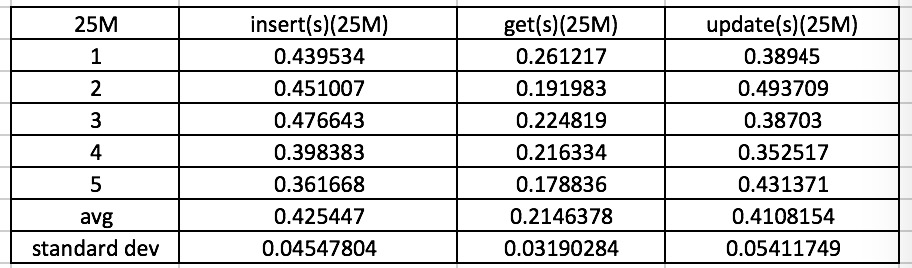 25M insert(s)(25M) get(s)(25M) update(s)(25M)
1 0.439534 0.261217 0.38945
2 0.451007 0.191983 0.493709
3 0.476643 0.224819 0.38703
4 0.398383 0.216334 0.352517
5 0.361668 0.178836 0.431371
avg 0.425447 0.2146378 0.4108154
standard dev 0.04547804 0.03190284 0.05411749